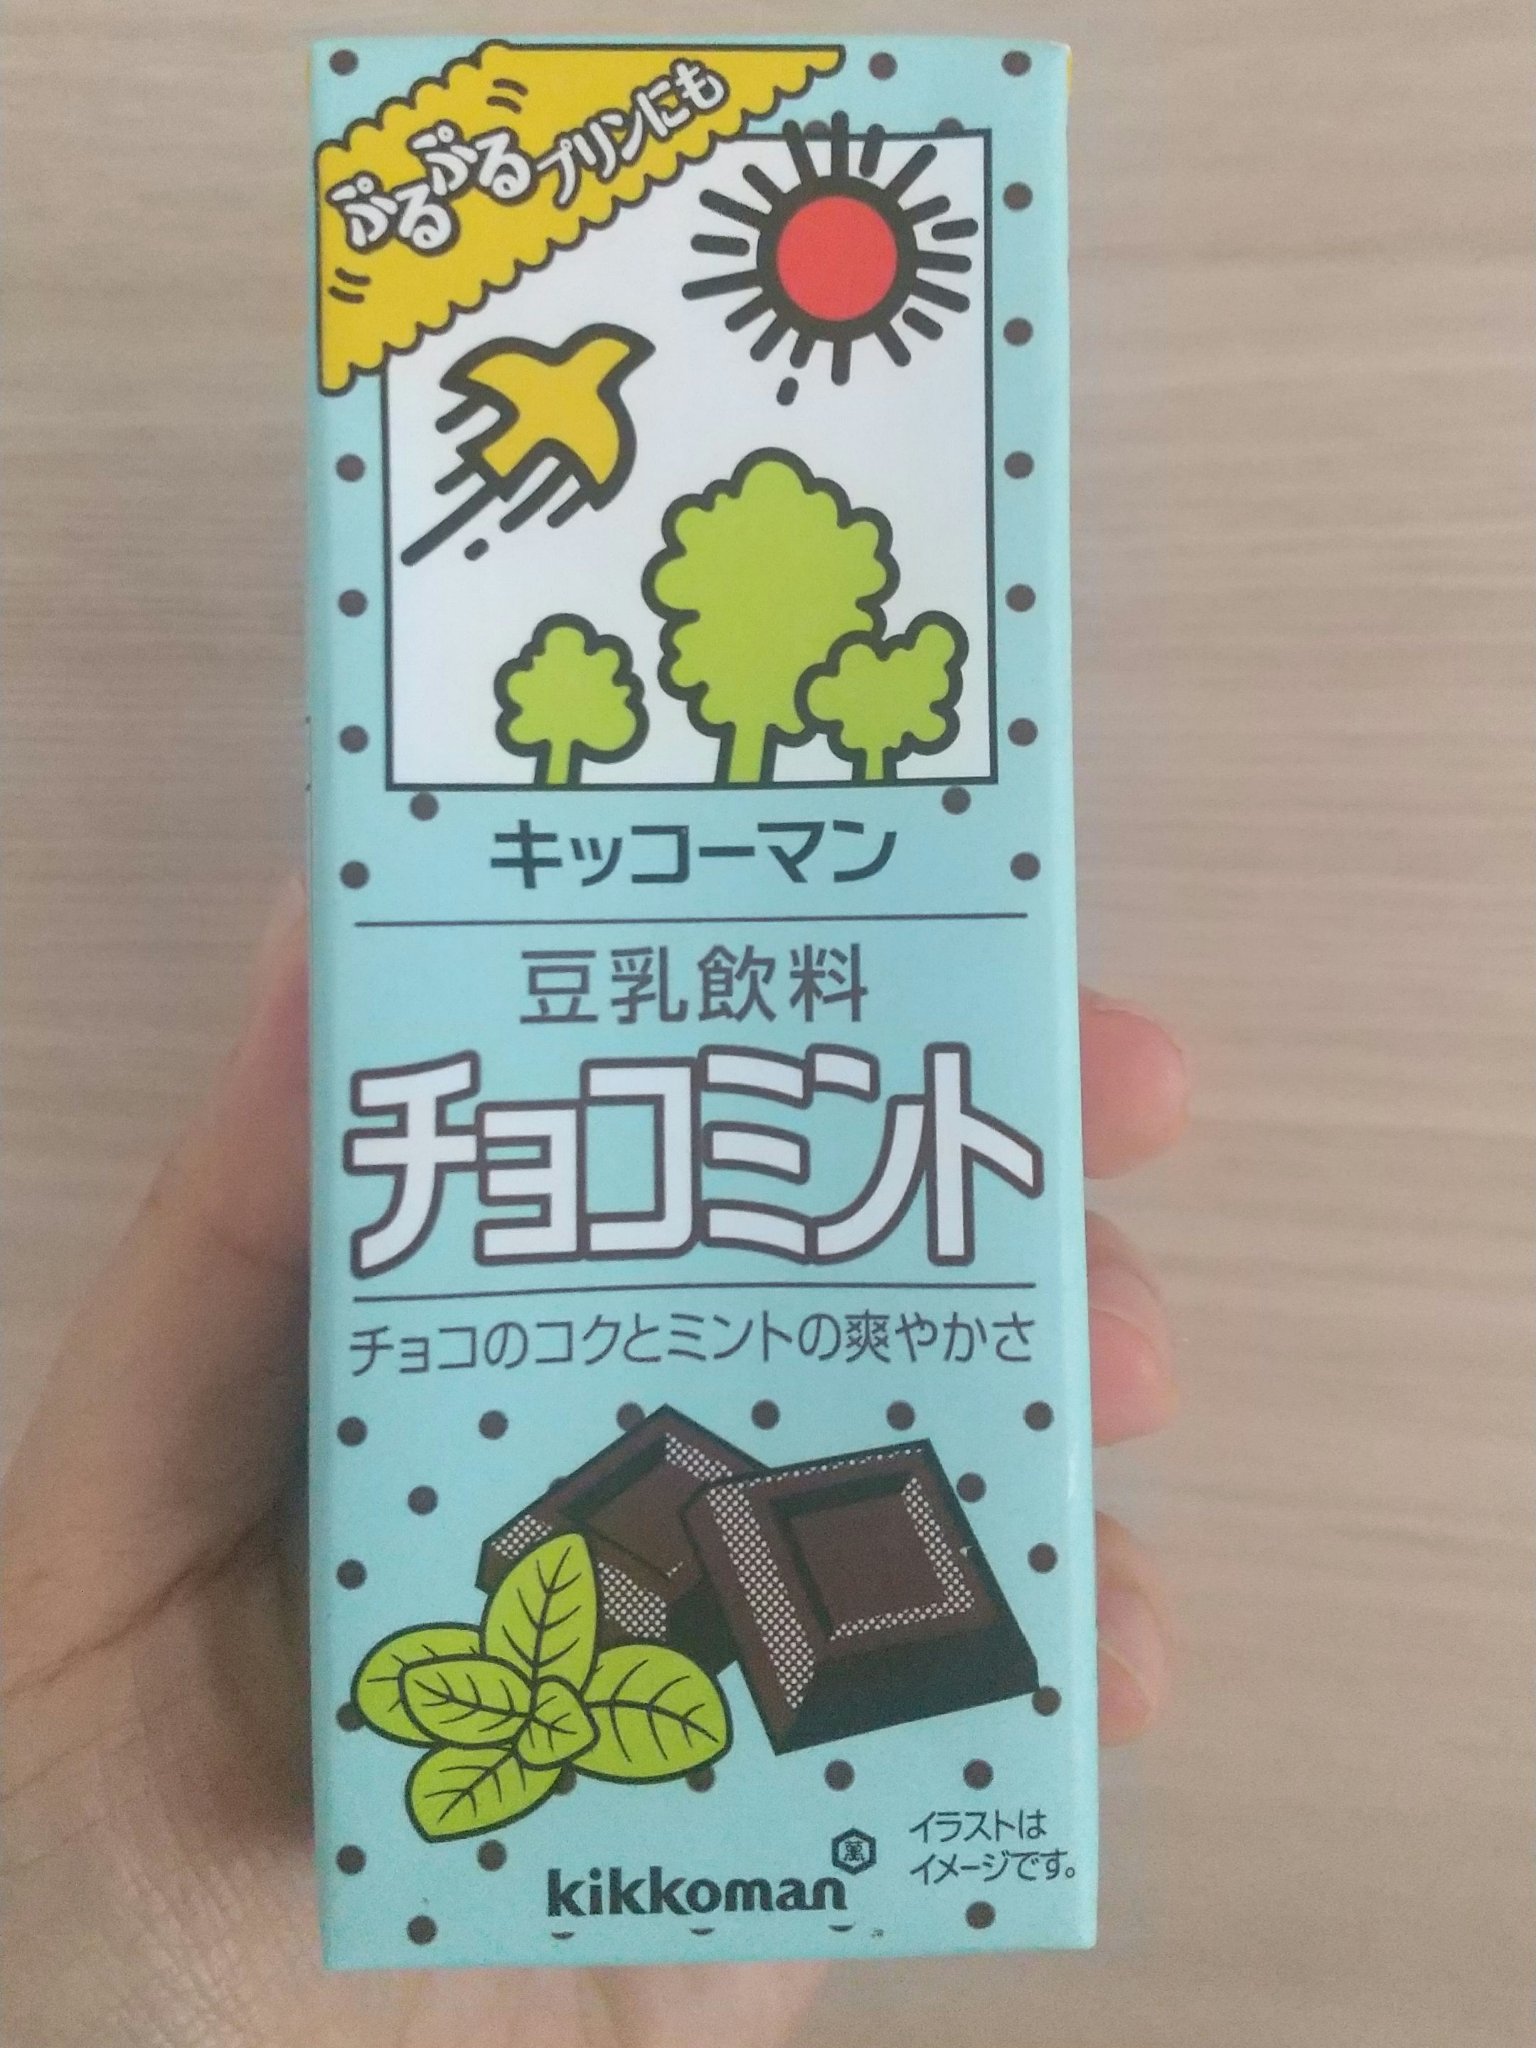 ぷるぷるプリンにも
キッコーマン
豆乳飲料
チョコミント
チョコのコクとミントの爽やかさ
イラストは
イメージです。
萬
kikkoman